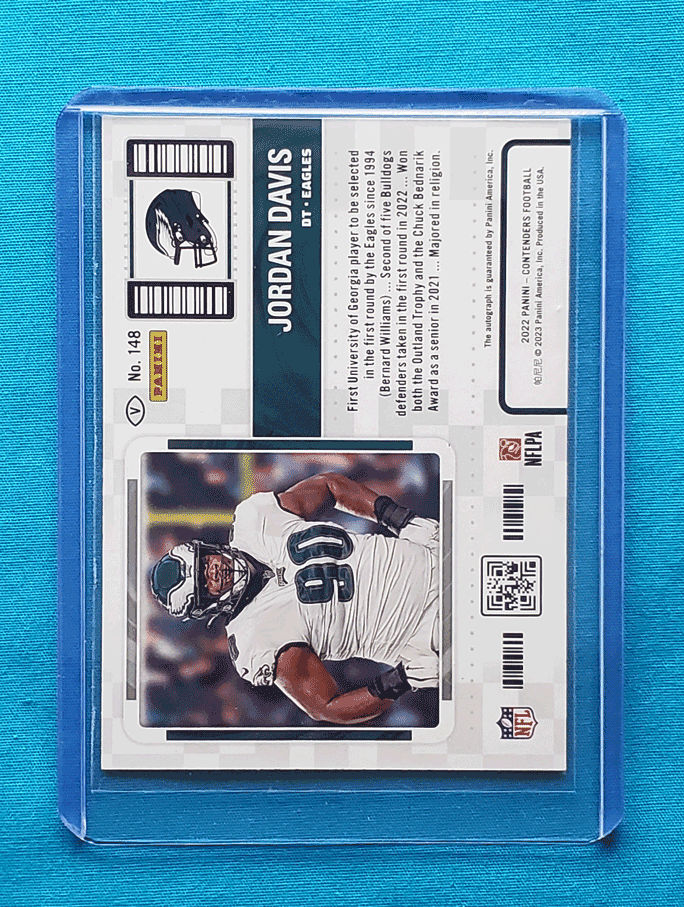 V
No. 148
PANINI
JORDAN DAVIS
DT · EAGLES
First University of Georgia player to be selected
in the first round by the Eagles since 1994
(Bernard Williams) ... Second of five Bulldogs
defenders taken in the first round in 2022 ... Won
both the Outland Trophy and the Chuck Bednarik
Award as a senior in 2021 ... Majored in religion.
90
The autograph is guaranteed by Panini America, Inc.
2022 PANINI – CONTENDERS FOOTBALL
帕尼尼 © 2023 Panini America, Inc. Produced in the USA.
NFL
NFLPA